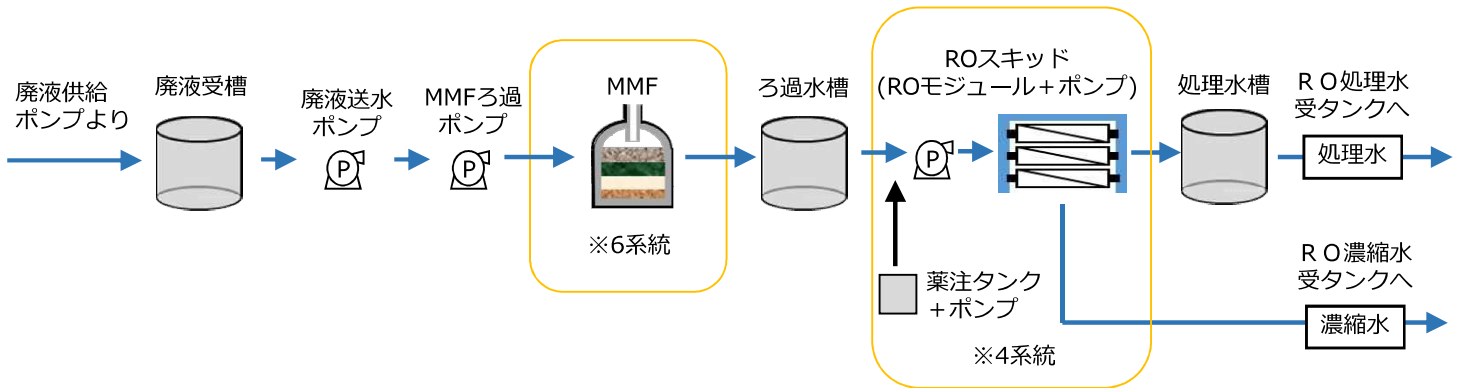 廃液供給
ポンプより
廃液受槽
廃液送水
ポンプ
P
MMFろ過
ポンプ
P
MMF
※6系統
ろ過水槽
ROスキッド
(ROモジュール＋ポンプ)
P
薬注タンク
＋ポンプ
※4系統
処理水槽
ＲＯ処理水
受タンクへ
処理水
ＲＯ濃縮水
受タンクへ
濃縮水